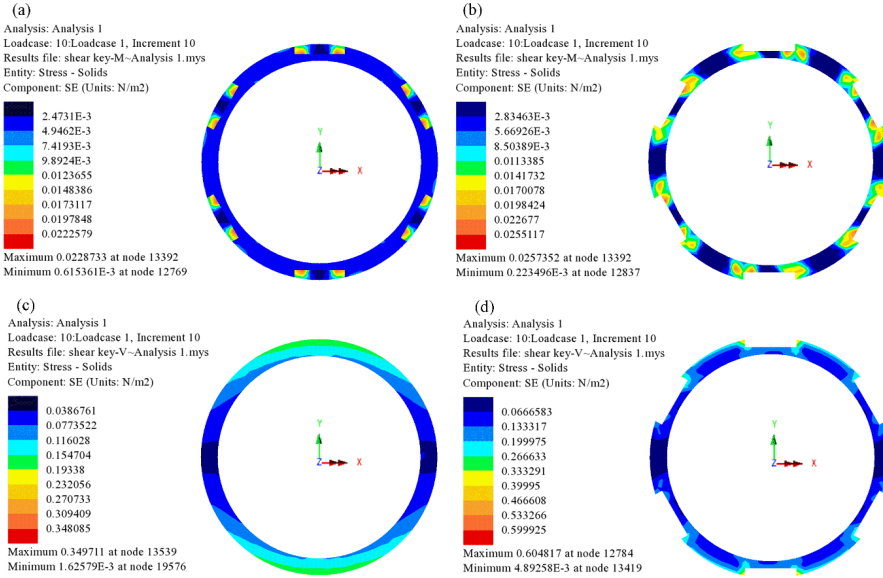 (a)
Analysis: Analysis 1
Loadcase: 10:Loadcase 1, Increment 10
Results file: shear key-M~Analysis 1.mys
Entity: Stress - Solids
Component: SE (Units: N/m2)
2.4731E-3
4.9462E-3
7.4193E-3
9.8924E-3
0.0123655
0.0148386
0.0173117
0.0197848
0.0222579
Maximum 0.0228733 at node 13392
Minimum 0.615361E-3 at node 12769
Y
Z X
(b)
Analysis: Analysis 1
Loadcase: 10:Loadcase 1, Increment 10
Results file: shear key-M~Analysis 1.mys
Entity: Stress - Solids
Component: SE (Units: N/m2)
2.83463E-3
5.66926E-3
8.50389E-3
0.0113385
0.0141732
0.0170078
0.0198424
0.022677
0.0255117
Maximum 0.0257352 at node 13392
Minimum 0.223496E-3 at node 12837
Y
Z X
(c)
Analysis: Analysis 1
Loadcase: 10:Loadcase 1, Increment 10
Results file: shear key-V~Analysis 1.mys
Entity: Stress - Solids
Component: SE (Units: N/m2)
0.0386761
0.0773522
0.116028
0.154704
0.19338
0.232056
0.270733
0.309409
0.348085
Maximum 0.349711 at node 13539
Minimum 1.62579E-3 at node 19576
Y
Z X
(d)
Analysis: Analysis 1
Loadcase: 10:Loadcase 1, Increment 10
Results file: shear key-V~Analysis 1.mys
Entity: Stress - Solids
Component: SE (Units: N/m2)
0.0666583
0.133317
0.199975
0.266633
0.333291
0.39995
0.466608
0.533266
0.599925
Maximum 0.604817 at node 12784
Minimum 4.89258E-3 at node 13419
Y
Z X